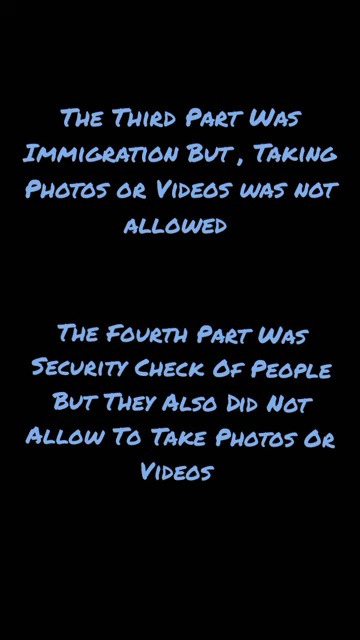 The Third Part Was
Immigration But , Taking
Photos or Videos was not
allowed
The Fourth Part Was
Security Check Of People
But They Also Did Not
Allow To Take Photos Or
Videos